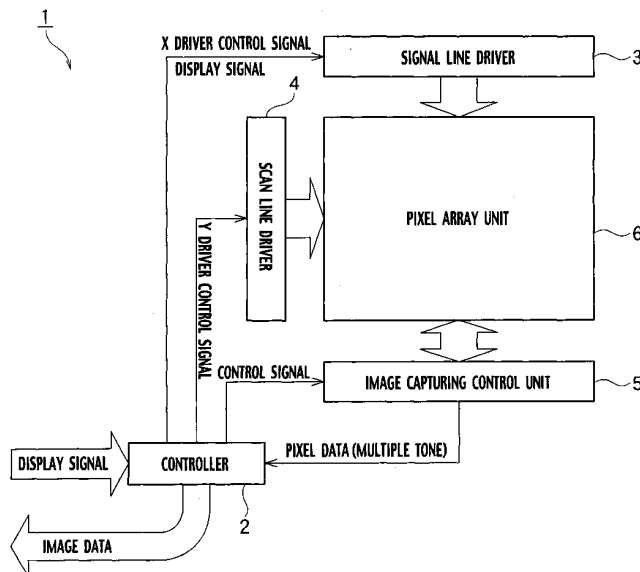 1
X DRIVER CONTROL SIGNAL
DISPLAY SIGNAL
SIGNAL LINE DRIVER
3
4
SCAN LINE DRIVER
PIXEL ARRAY UNIT
6
Y DRIVER CONTROL SIGNAL
CONTROL SIGNAL
IMAGE CAPTURING CONTROL UNIT
5
DISPLAY SIGNAL
CONTROLLER
PIXEL DATA (MULTIPLE TONE)
2
IMAGE DATA